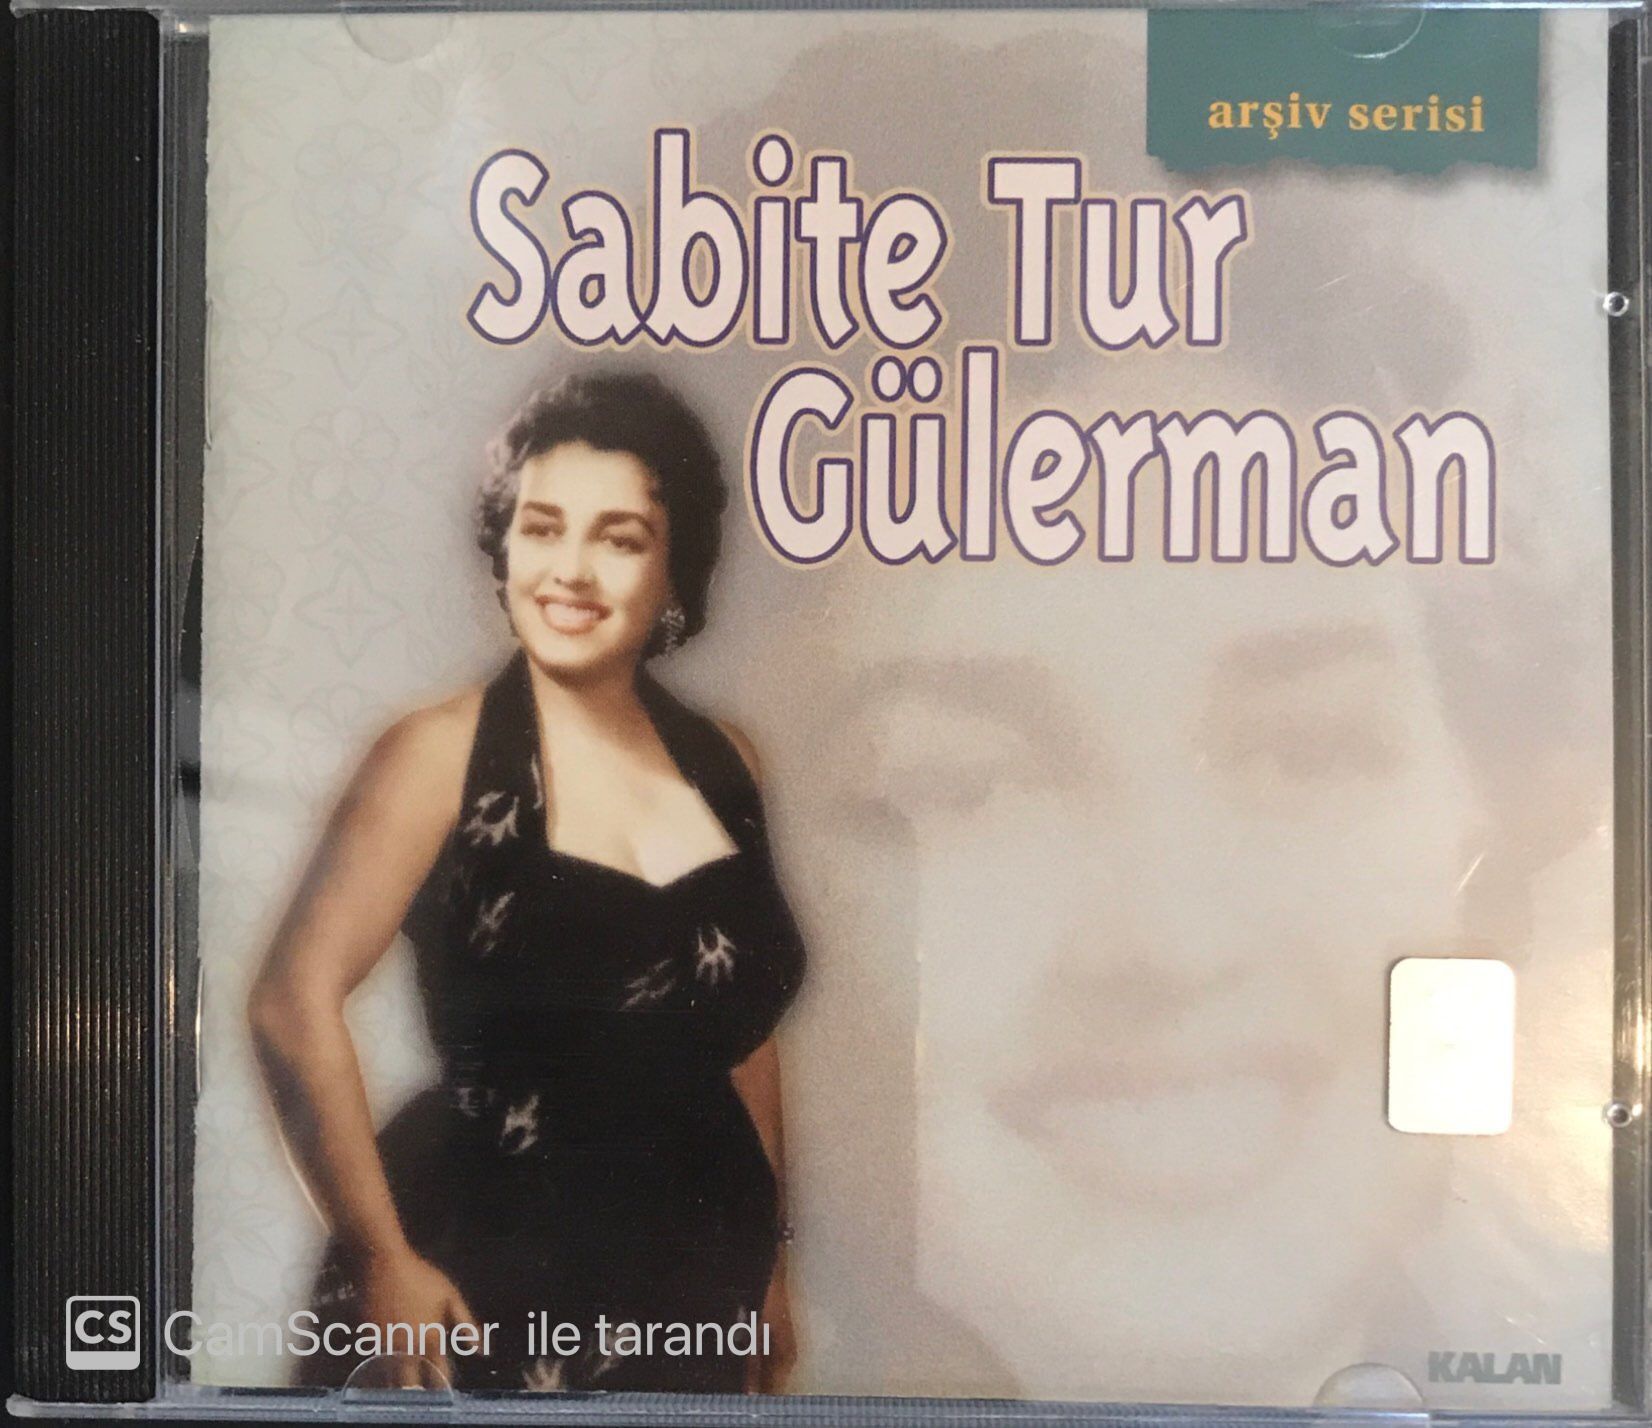 arşiv serisi
Sabite Tur
Gülerman
CS CamScanner ile tarandı
KALAN